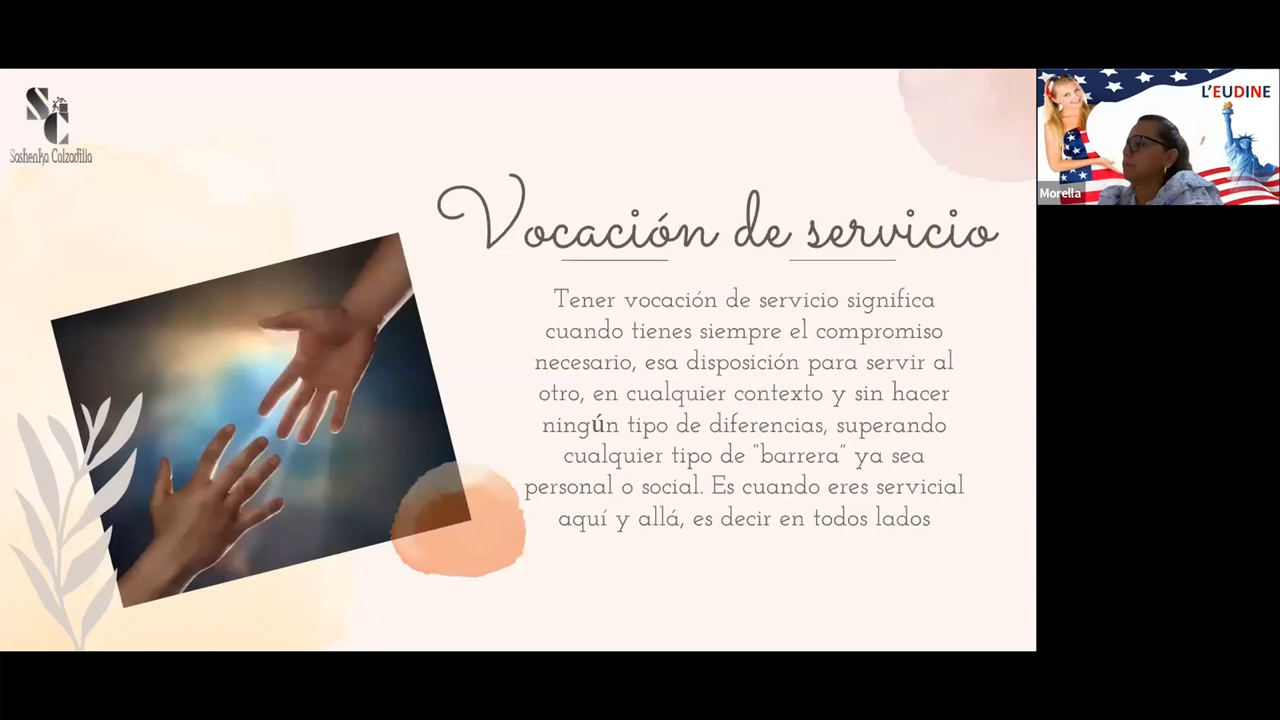 SC
Sashenka Calzadilla
Vocación de servicio
Tener vocación de servicio significa
cuando tienes siempre el compromiso
necesario, esa disposición para servir al
otro, en cualquier contexto y sin hacer
ningún tipo de diferencias, superando
cualquier tipo de “barrera” ya sea
personal o social. Es cuando eres servicial
aquí y allá, es decir en todos lados
L'EUDINE
Morella